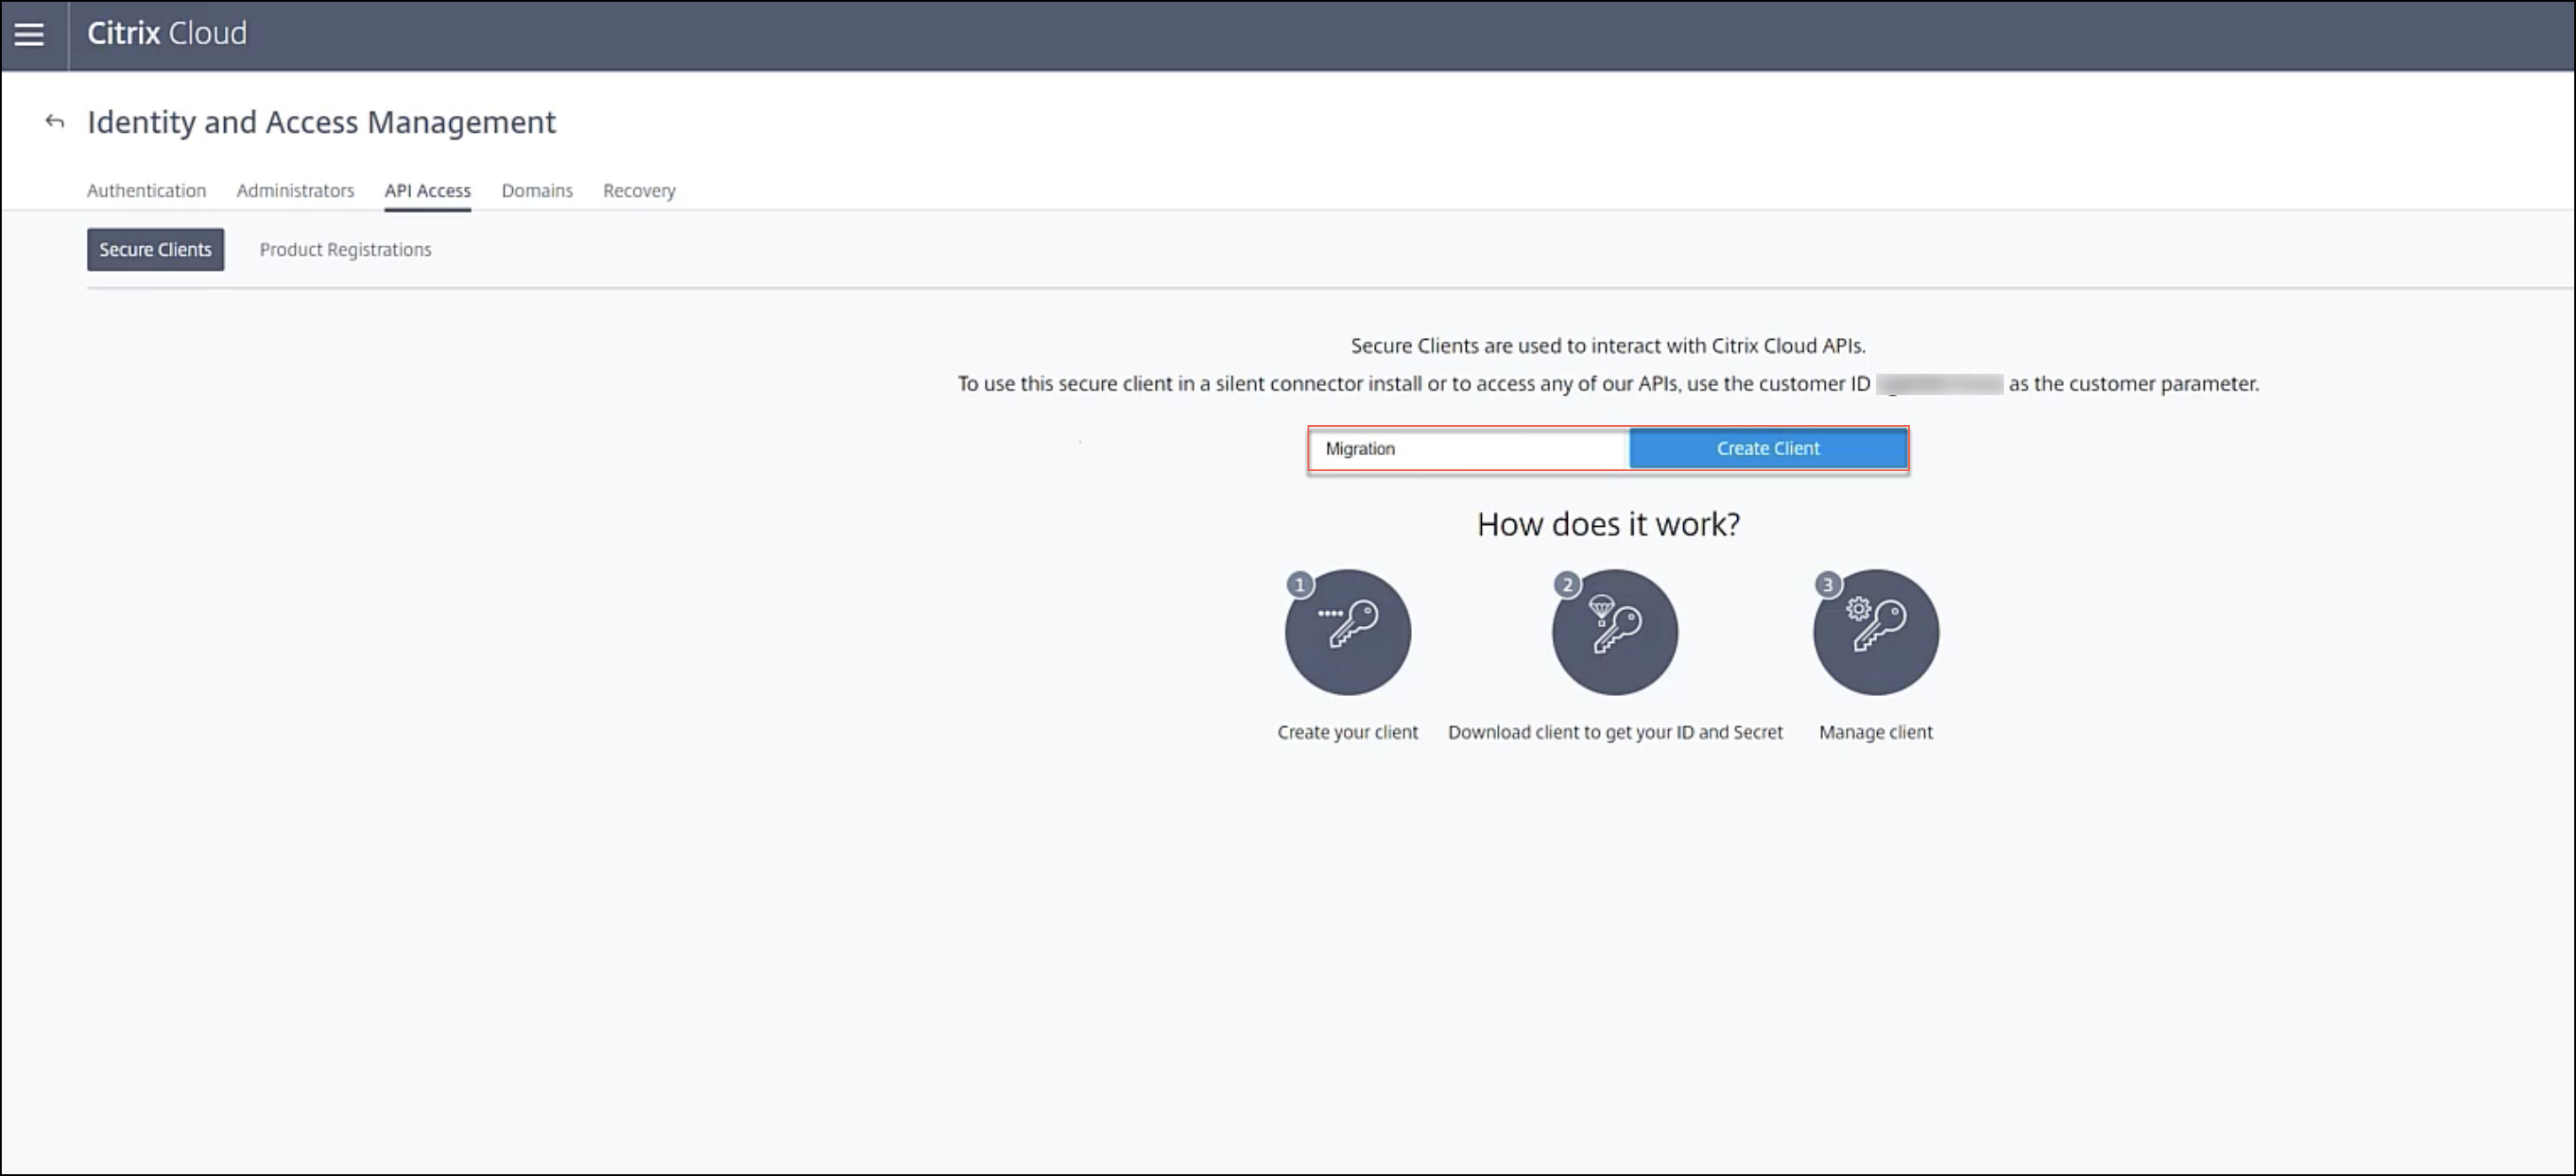 Citrix Cloud
Identity and Access Management
Authentication Administrators API Access Domains Recovery
Secure Clients Product Registrations
Secure Clients are used to interact with Citrix Cloud APIs.
To use this secure client in a silent connector install or to access any of our APIs, use the customer ID as the customer parameter.
Migration Create Client
How does it work?
1 2 3
Create your client Download client to get your ID and Secret Manage client